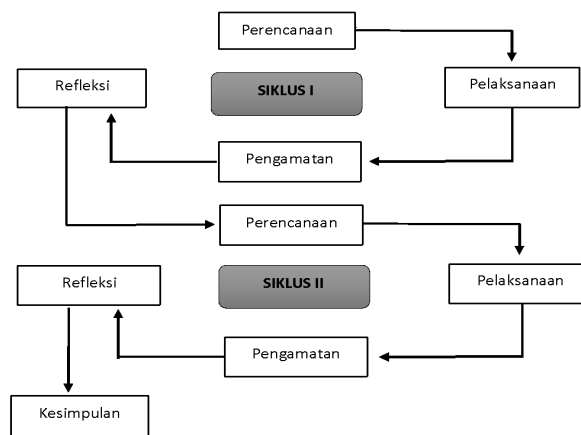 Perencanaan
Refleksi
SIKLUS I
Pelaksanaan
Pengamatan
Perencanaan
Refleksi
SIKLUS II
Pelaksanaan
Pengamatan
Kesimpulan